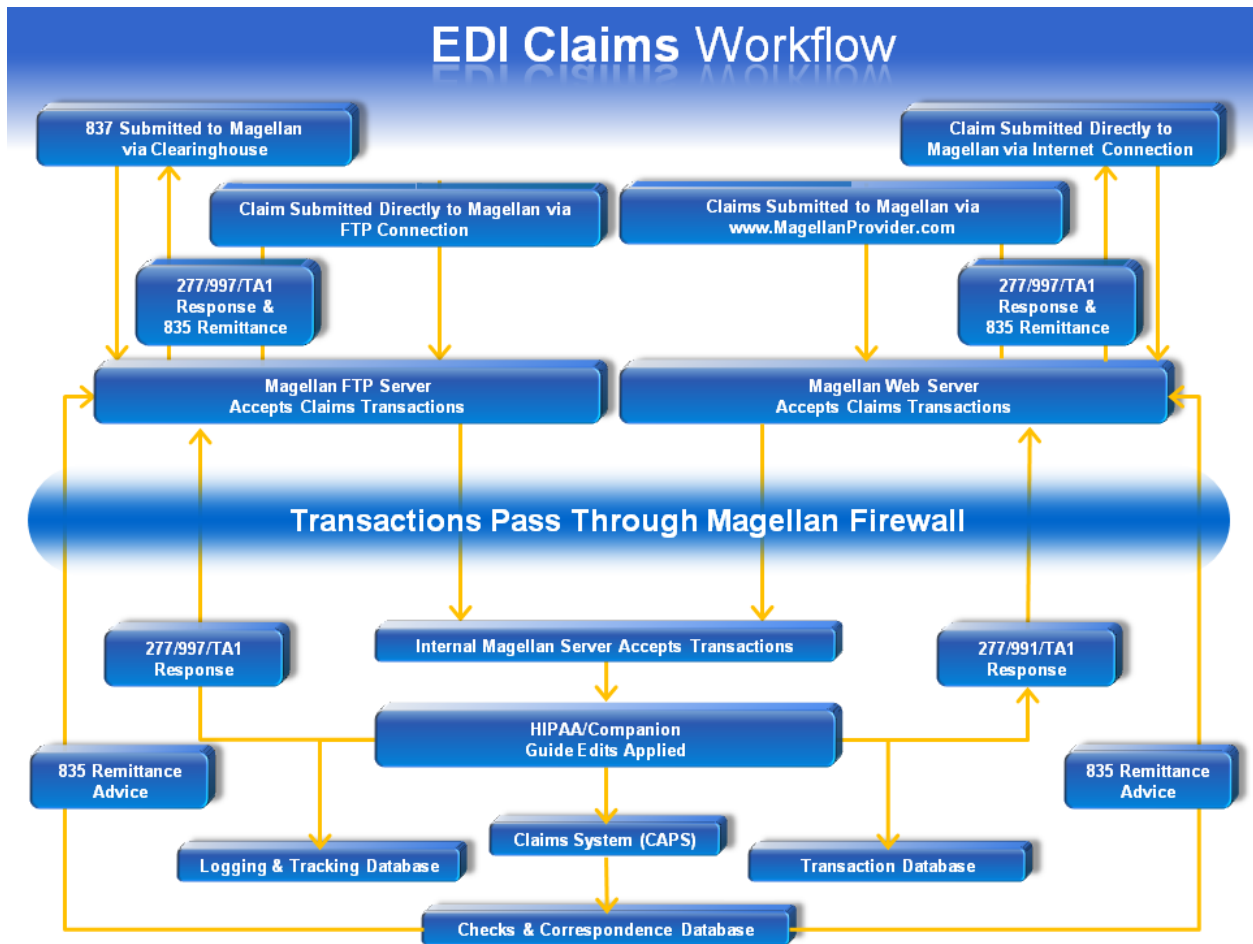 EDI Claims Workflow
837 Submitted to Magellan
via Clearinghouse
Claim Submitted Directly to
Magellan via Internet Connection
Claim Submitted Directly to Magellan via
FTP Connection
Claims Submitted to Magellan via
www.MagellanProvider.com
277/997/TA1
Response &
835 Remittance
277/997/TA1
Response &
835 Remittance
Magellan FTP Server
Accepts Claims Transactions
Magellan Web Server
Accepts Claims Transactions
Transactions Pass Through Magellan Firewall
277/997/TA1
Response
Internal Magellan Server Accepts Transactions
277/991/TA1
Response
HIPAA/Companion
Guide Edits Applied
835 Remittance
Advice
835 Remittance
Advice
Claims System (CAPS)
Logging & Tracking Database
Transaction Database
Checks & Correspondence Database